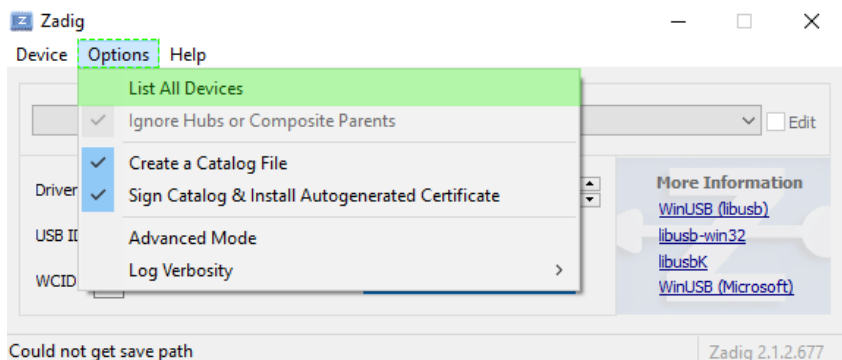 Zadig
Device Options Help
List All Devices
Ignore Hubs or Composite Parents
Edit
Create a Catalog File
Sign Catalog & Install Autogenerated Certificate
Advanced Mode
Log Verbosity
Driver
USB ID
WCID
More Information
WinUSB (libusb)
libusb-win32
libusbK
WinUSB (Microsoft)
Could not get save path
Zadig 2.1.2.677